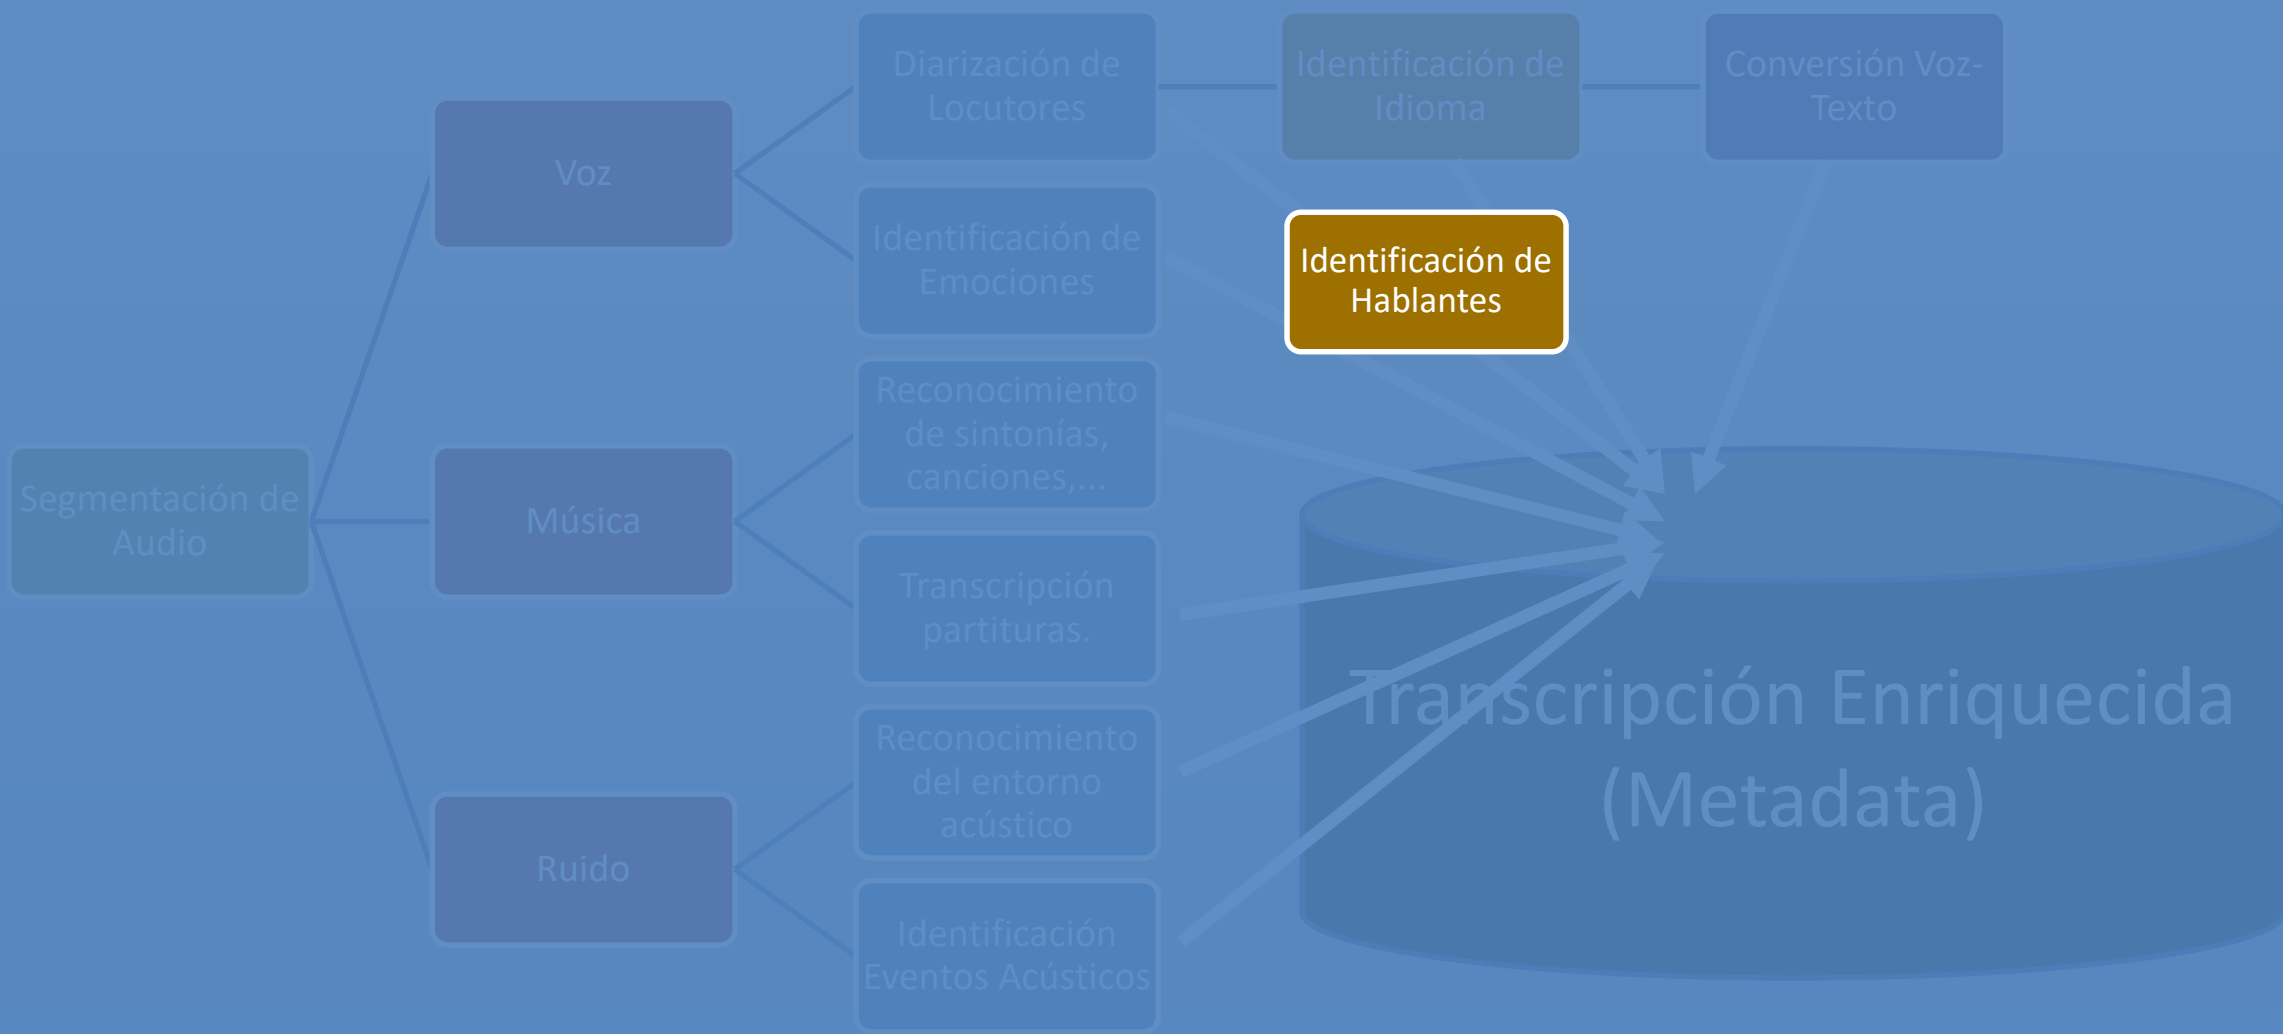 Diarización de
Locutores
Identificación de
Idioma
Conversión Voz-
Texto
Voz
Identificación de
Emociones
Identificación de
Hablantes
Reconocimiento
de sintonías,
canciones,...
Segmentación de
Audio
Música
Transcripción
partituras.
Transcripción Enriquecida
(Metadata)
Reconocimiento
del entorno
acústico
Ruido
Identificación
Eventos Acústicos